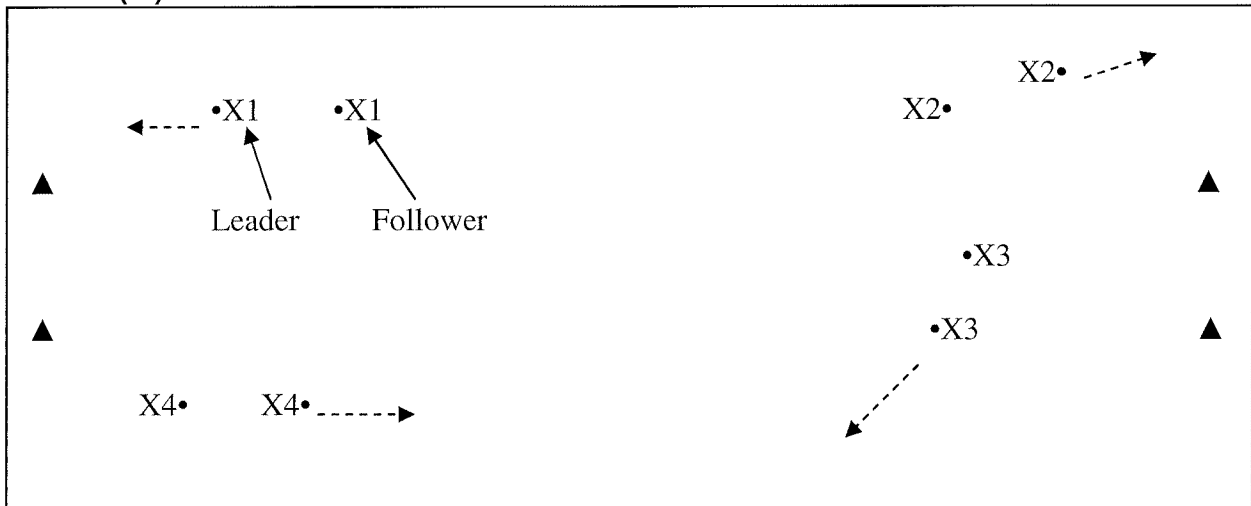 X2•
•X1 •X1 X2•
Leader Follower
•X3
•X3
X4• X4•